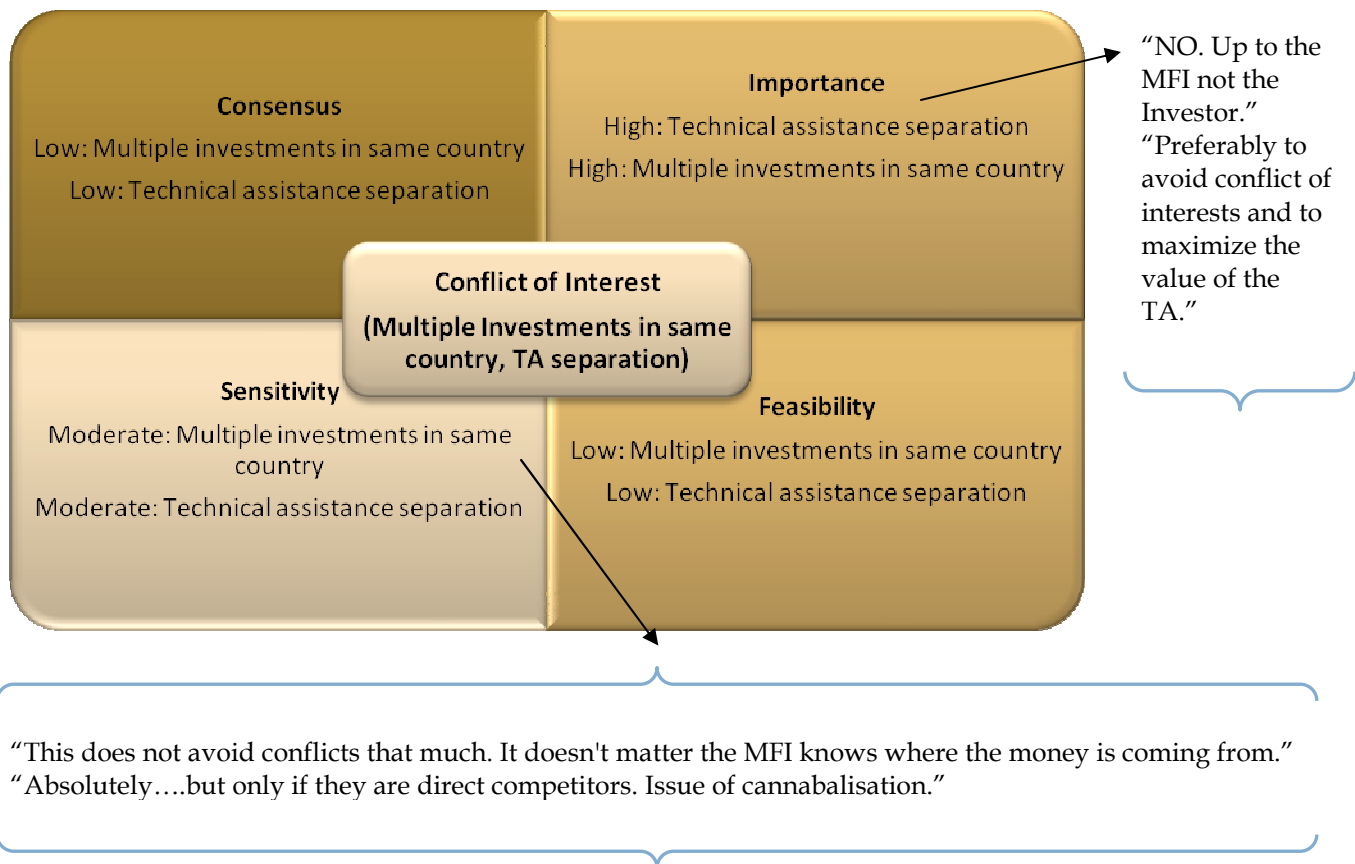 Consensus
Low: Multiple investments in same country
Low: Technical assistance separation
Importance
High: Technical assistance separation
High: Multiple investments in same country
“NO. Up to the
MFI not the
Investor.”
“Preferably to
avoid conflict of
interests and to
maximize the
value of the
TA.”
Conflict of Interest
(Multiple Investments in same
country, TA separation)
Sensitivity
Moderate: Multiple investments in same
country
Moderate: Technical assistance separation
Feasibility
Low: Multiple investments in same country
Low: Technical assistance separation
“This does not avoid conflicts that much. It doesn't matter the MFI knows where the money is coming from.”
“Absolutely….but only if they are direct competitors. Issue of cannabalisation.”